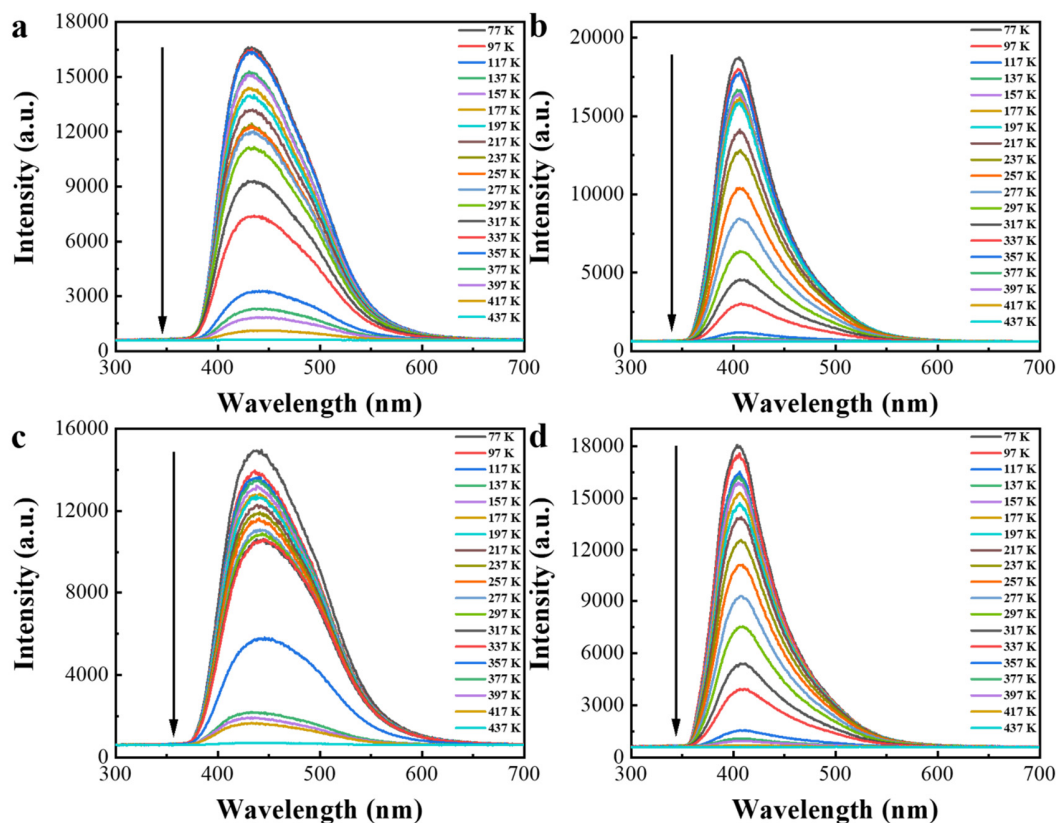 a
18000
15000
12000
9000
6000
3000
0
Intensity (a.u.)
300 400 500 600 700
Wavelength (nm)
77 K
97 K
117 K
137 K
157 K
177 K
197 K
217 K
237 K
257 K
277 K
297 K
317 K
337 K
357 K
377 K
397 K
417 K
437 K
b
20000
15000
10000
5000
0
Intensity (a.u.)
300 400 500 600 700
Wavelength (nm)
77 K
97 K
117 K
137 K
157 K
177 K
197 K
217 K
237 K
257 K
277 K
297 K
317 K
337 K
357 K
377 K
397 K
417 K
437 K
c
16000
12000
8000
4000
0
Intensity (a.u.)
300 400 500 600 700
Wavelength (nm)
77 K
97 K
117 K
137 K
157 K
177 K
197 K
217 K
237 K
257 K
277 K
297 K
317 K
337 K
357 K
377 K
397 K
417 K
437 K
d
18000
15000
12000
9000
6000
3000
0
Intensity (a.u.)
300 400 500 600 700
Wavelength (nm)
77 K
97 K
117 K
137 K
157 K
177 K
197 K
217 K
237 K
257 K
277 K
297 K
317 K
337 K
357 K
377 K
397 K
417 K
437 K